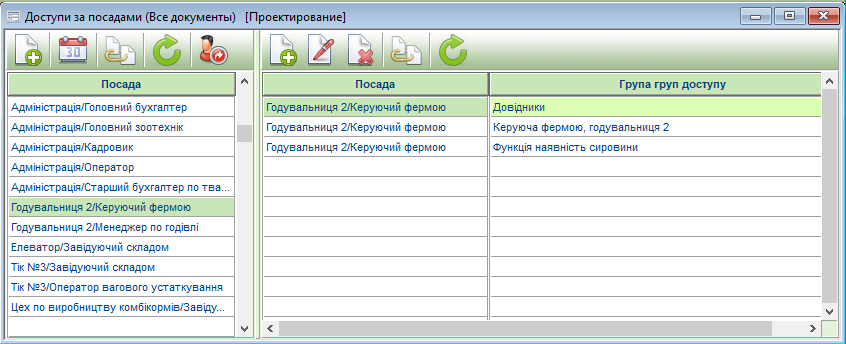 Доступи за посадами (Все документы) [Проектирование]
30
Посада
Адміністрація/Головний бухгалтер
Адміністрація/Головний зоотехнік
Адміністрація/Кадровик
Адміністрація/Оператор
Адміністрація/Старший бухгалтер по тва...
Годувальниця 2/Керуючий фермою
Годувальниця 2/Менеджер по годівлі
Елеватор/Завідуючий складом
Тік №3/Завідуючий складом
Тік №3/Оператор вагового устаткування
Цех по виробництву комбікормів/Завіду...
Посада Група груп доступу
Годувальниця 2/Керуючий фермою Довідники
Годувальниця 2/Керуючий фермою Керуюча фермою, годувальниця 2
Годувальниця 2/Керуючий фермою Функція наявність сировини